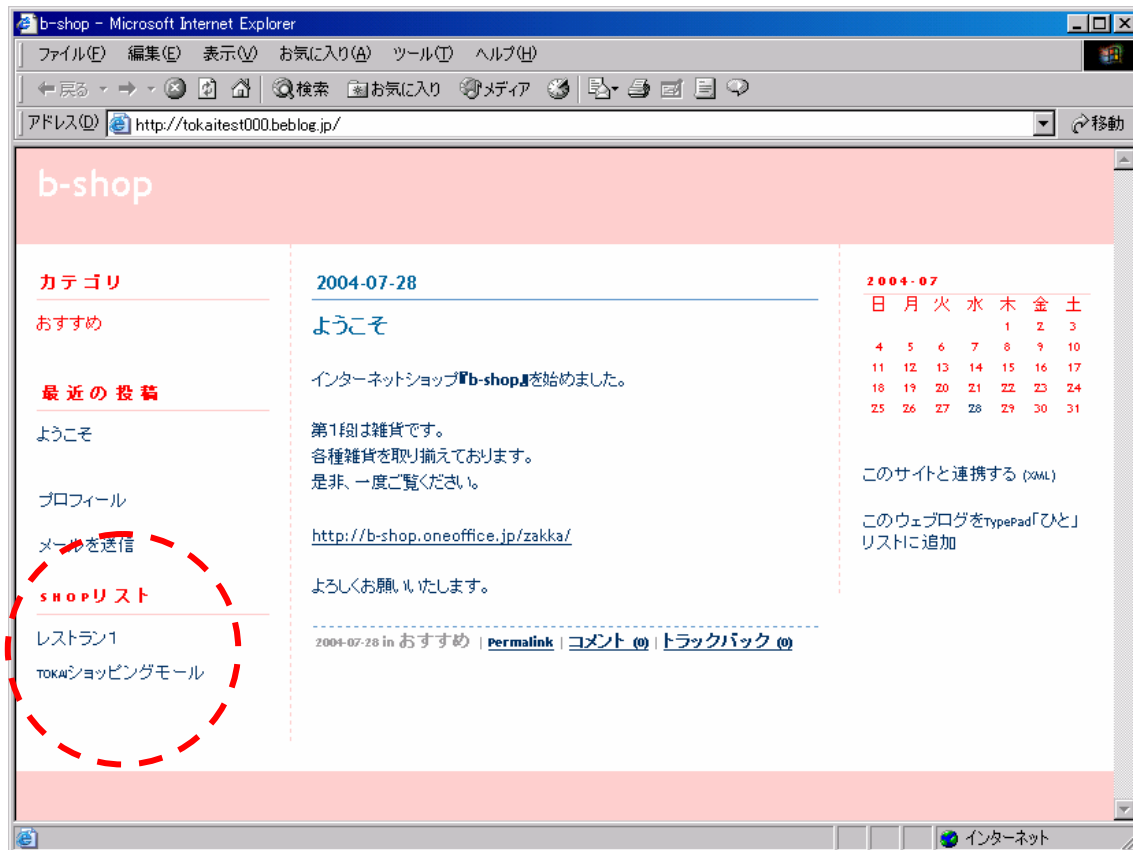 b-shop - Microsoft Internet Explorer
ファイル(F) 編集(E) 表示(V) お気に入り(A) ツール(T) ヘルプ(H)
戻る 検索 お気に入り メディア
アドレス(D) http://tokaitest000.beblog.jp/ 移動
b-shop
カテゴリ
おすすめ
最近の投稿
ようこそ
プロフィール
メールを送信
SHOPリスト
レストラン1
TOKAIショッピングモール
2004-07-28
ようこそ
インターネットショップ『b-shop』を始めました。
第1段は雑貨です。
各種雑貨を取り揃えております。
是非、一度ご覧ください。
http://b-shop.oneoffice.jp/zakka/
よろしくお願いいたします。
2004-07-28 in おすすめ | Permalink | コメント (0) | トラックバック (0)
2004-07
日 月 火 水 木 金 土
1 2 3
4 5 6 7 8 9 10
11 12 13 14 15 16 17
18 19 20 21 22 23 24
25 26 27 28 29 30 31
このサイトと連携する (XML)
このウェブログをTypePad「ひと」
リストに追加
インターネット